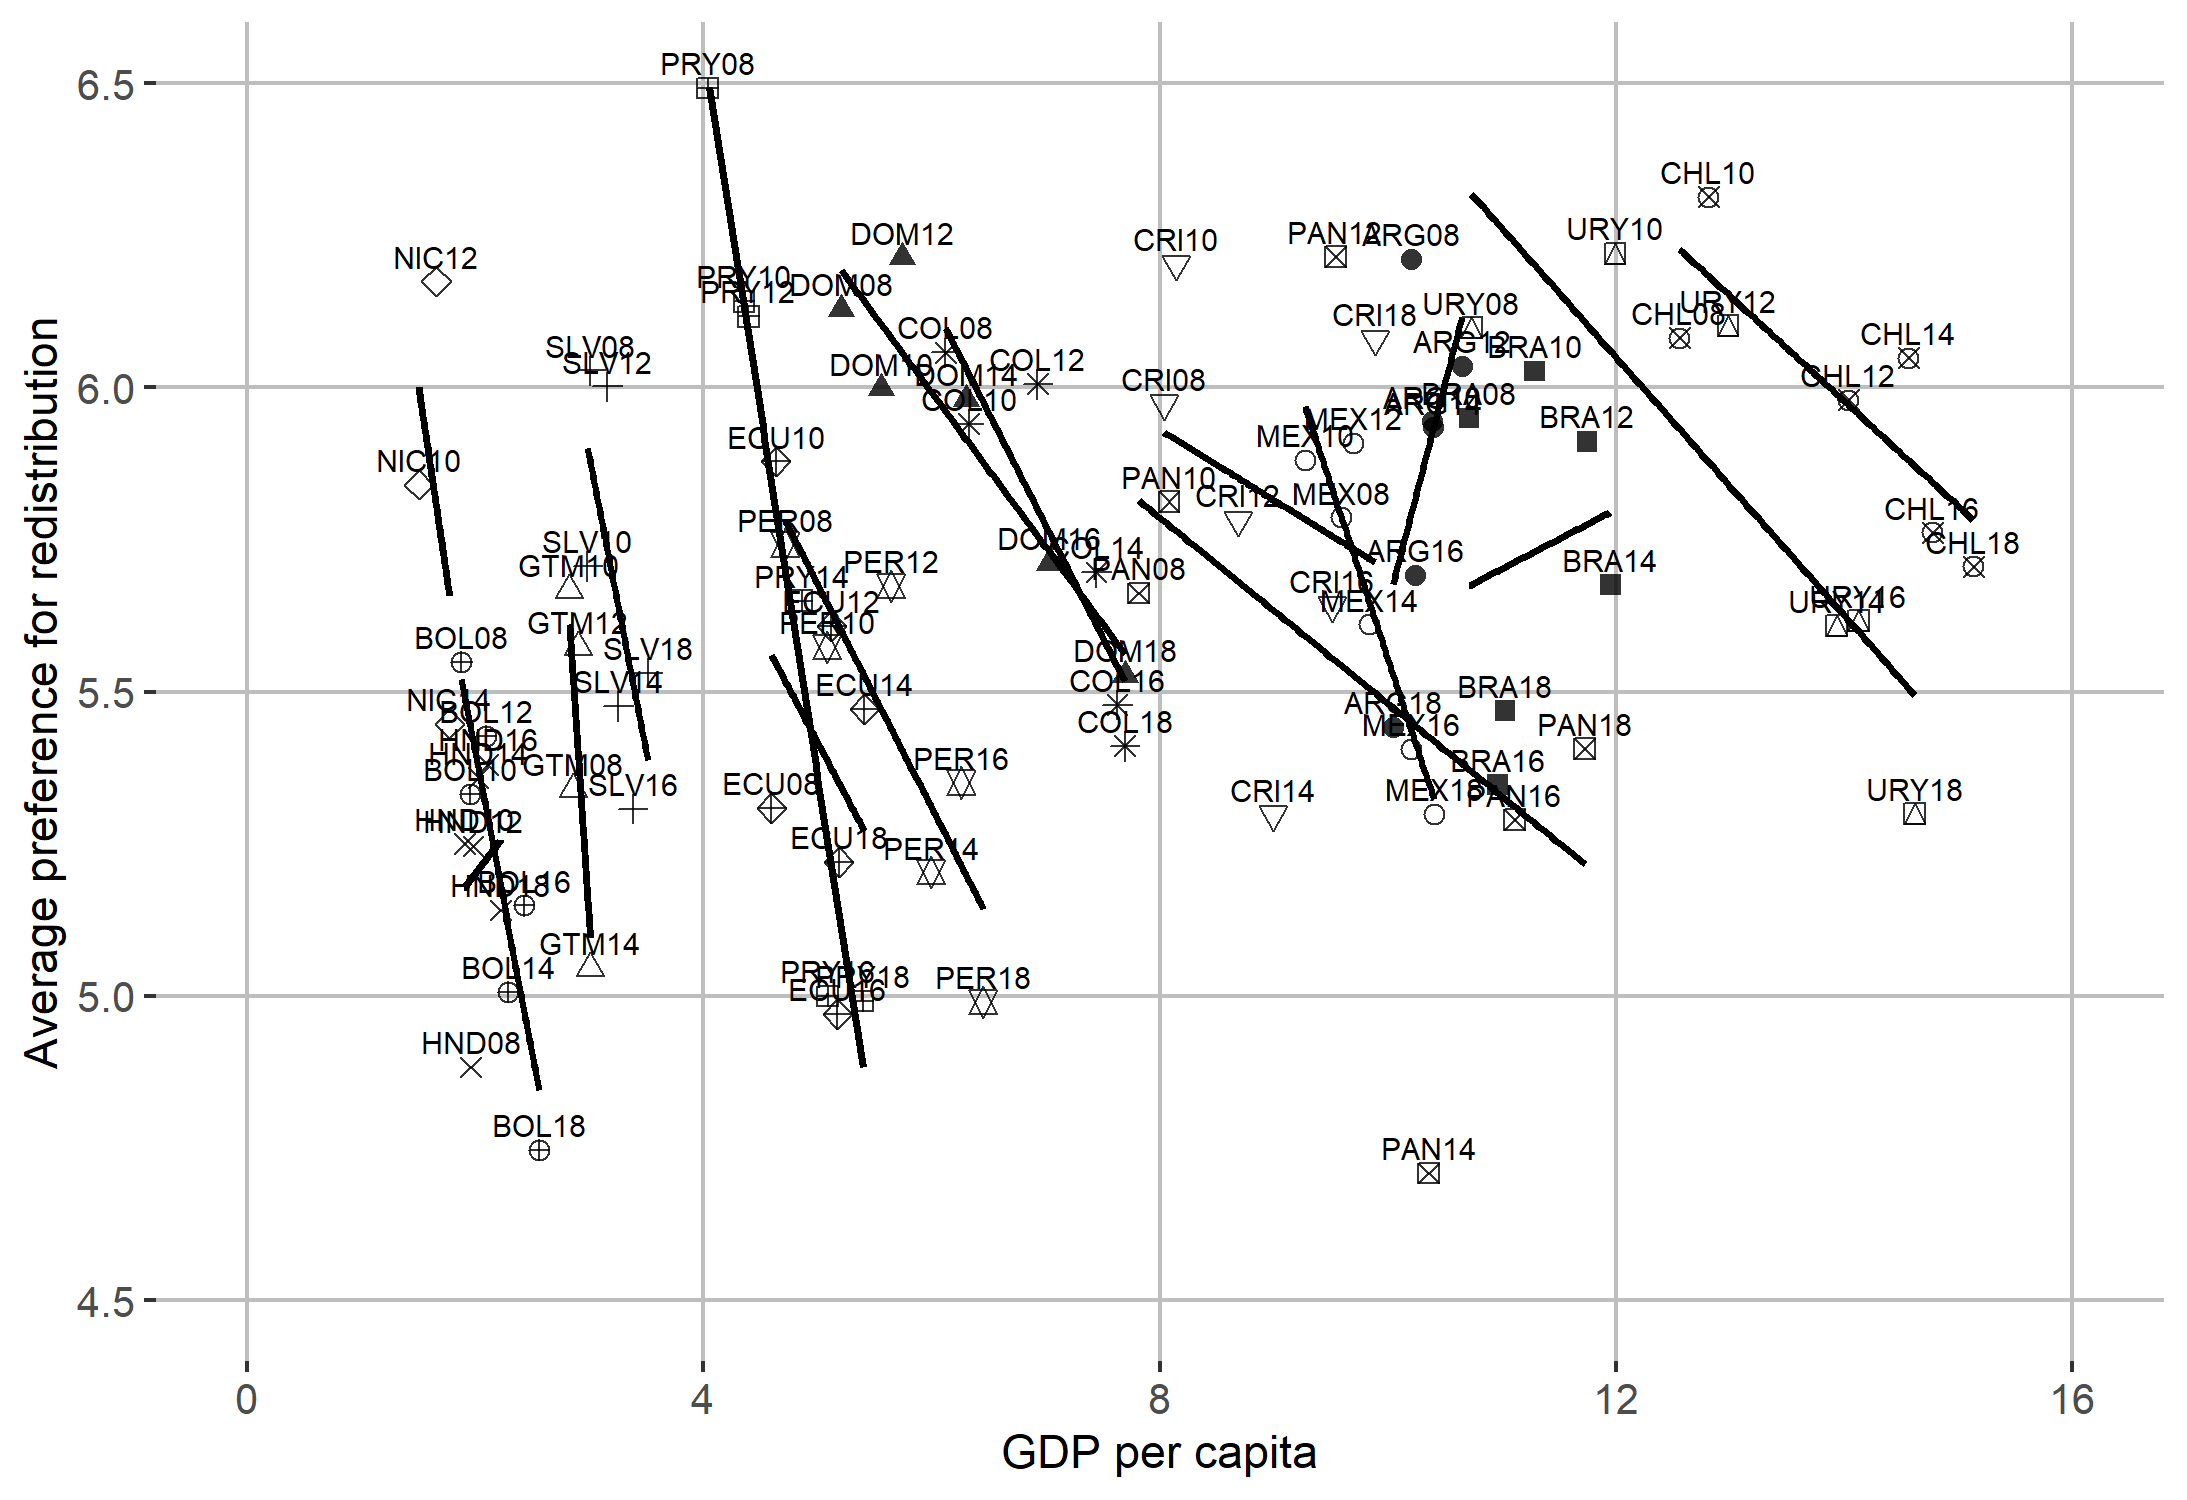 PRY08
6.5
CHL10
URY10
DOM12
PAN12
ARG08
CRI10
NIC12
PRY10
DOM08
PRY12
URY08
URY12
CHL08
CRI18
COL08
CHL14
SLV08
ARG12
BRA10
SLV12
COL12
DOM10
DOM14
CHL12
6.0
CRI08
BRA08
COL10
ARG14
MEX12
BRA12
ECU10
MEX10
NIC10
PAN10
MEX08
CRI12
PER08
CHL16
SLV10
DOM16
COL14
CHL18
ARG16
GTM10
PER12
PAN08
BRA14
PRY14
CRI16
ECU12
MEX14
URY14
URY16
GTM12
PER10
BOL08
SLV18
DOM18
5.5
SLV14
ECU14
COL16
BRA18
NIC14
ARG18
BOL12
COL18
MEX16
PAN18
HND16
HND14
BOL10
GTM08
PER16
BRA16
SLV16
ECU08
CRI14
MEX18
URY18
PAN16
HND10
HND12
ECU18
PER14
HND18
BOL16
GTM14
BOL14
PRY16
PRY18
PER18
5.0
ECU16
HND08
BOL18
PAN14
4.5
0
4
8
12
16
GDP per capita
Average preference for redistribution